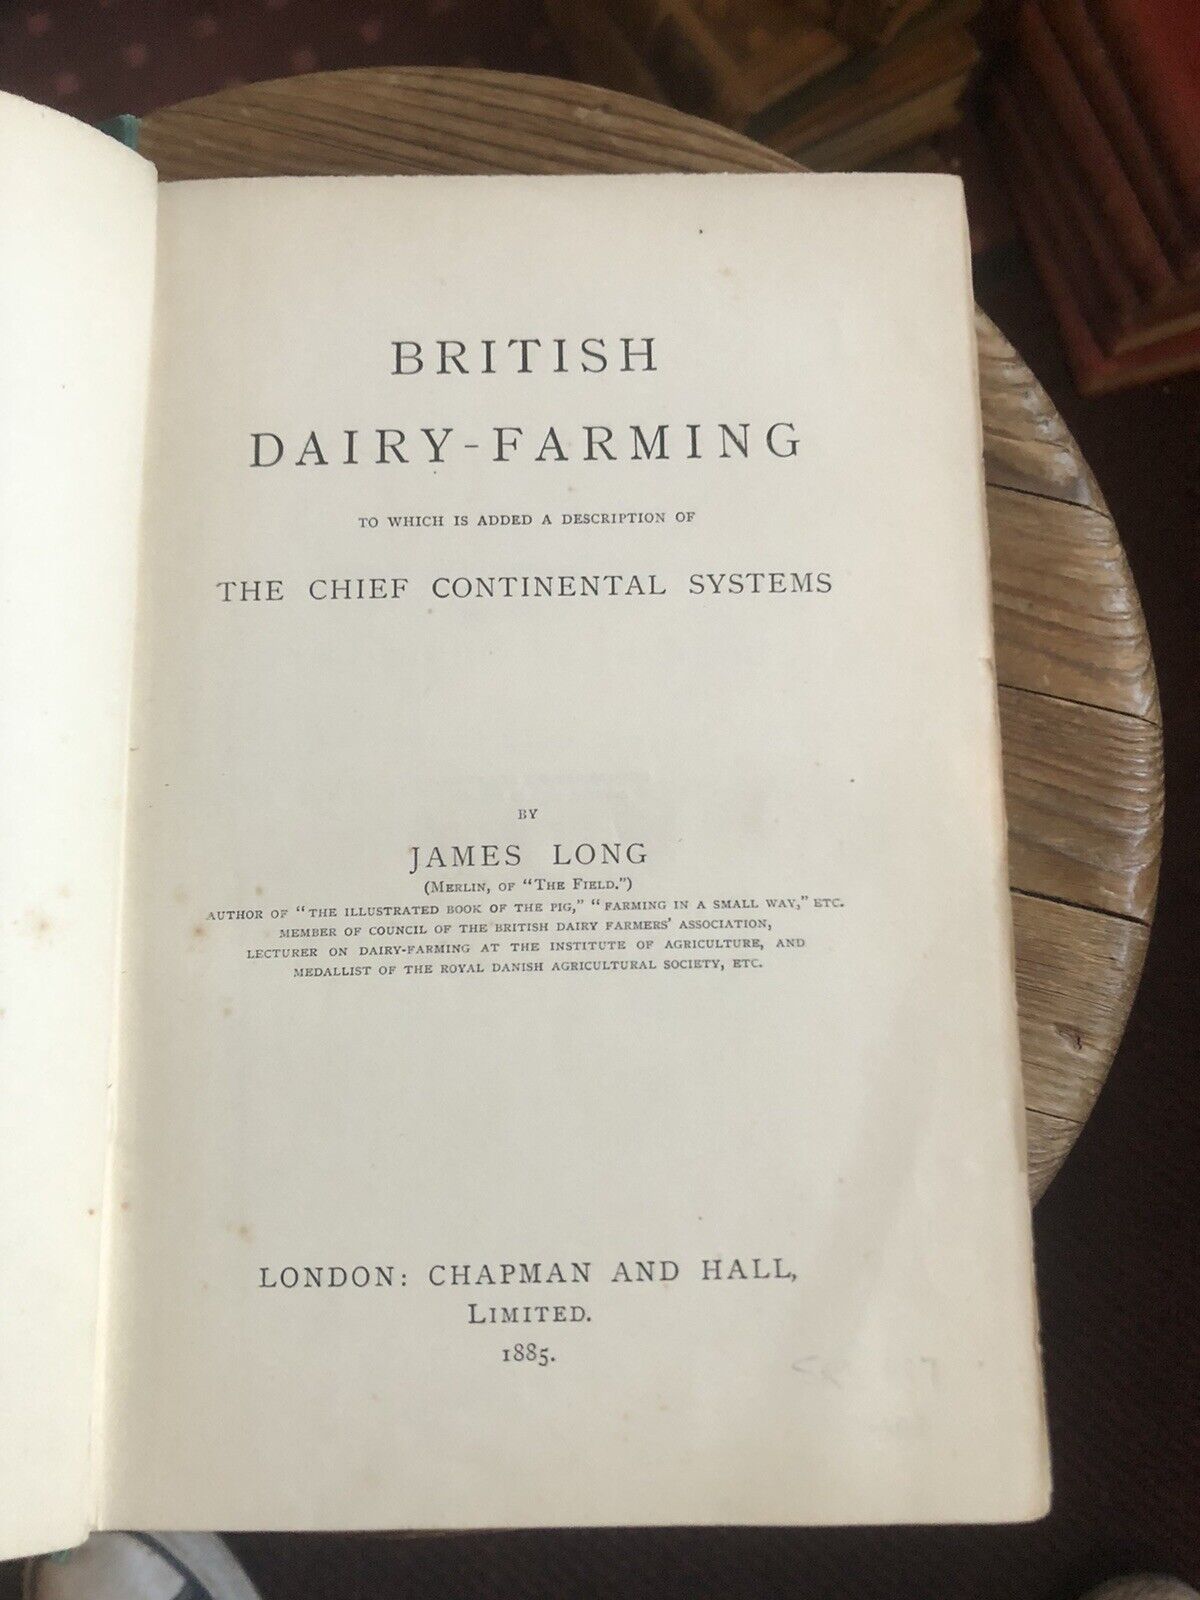 BRITISH
DAIRY-FARMING
TO WHICH IS ADDED A DESCRIPTION OF
THE CHIEF CONTINENTAL SYSTEMS
BY
JAMES LONG
(MERLIN, OF "THE FIELD.")
AUTHOR OF "THE ILLUSTRATED BOOK OF THE PIG," "FARMING IN A SMALL WAY," ETC.
MEMBER OF COUNCIL OF THE BRITISH DAIRY FARMERS' ASSOCIATION,
LECTURER ON DAIRY-FARMING AT THE INSTITUTE OF AGRICULTURE, AND
MEDALLIST OF THE ROYAL DANISH AGRICULTURAL SOCIETY, ETC.
LONDON: CHAPMAN AND HALL,
LIMITED.
1885.